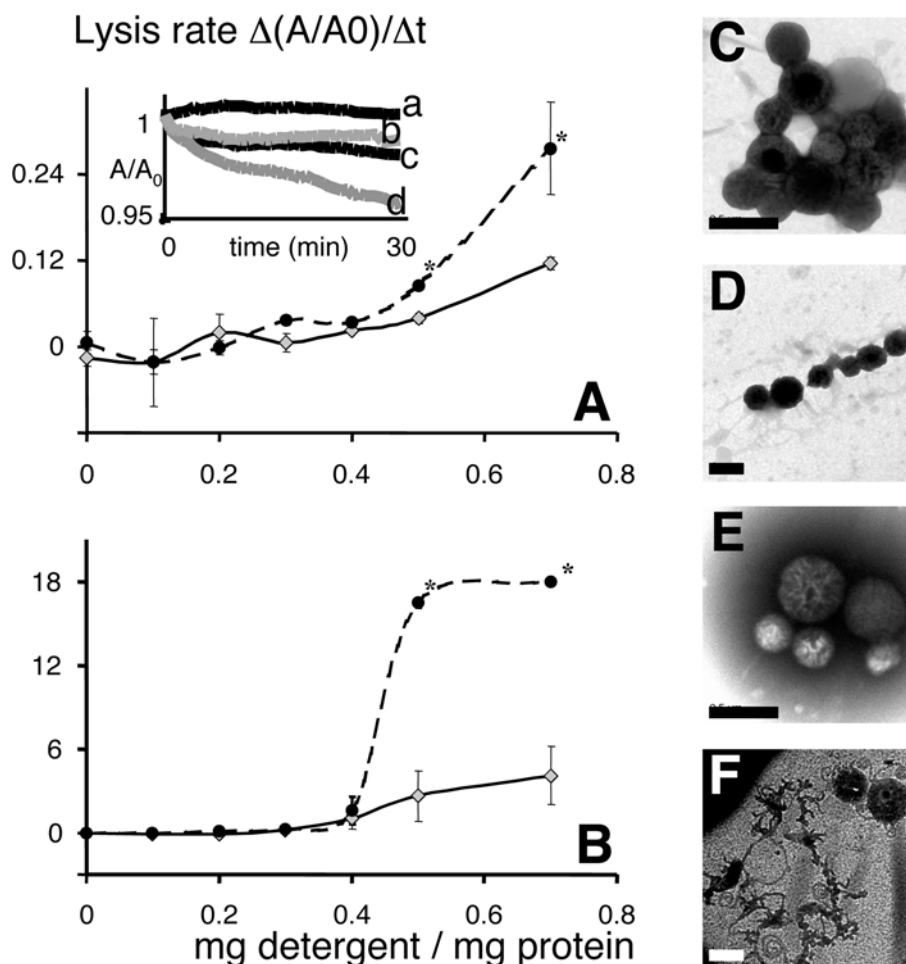 Lysis rate Δ(A/A0)/Δt
0.24
0.12
0
1
A/A0
0.95
0
time (min)
30
a
b
c
d
*
*
A
0
0.2
0.4
0.6
0.8
18
12
6
0
*
*
B
0
0.2
0.4
0.6
0.8
mg detergent / mg protein
C
D
E
F